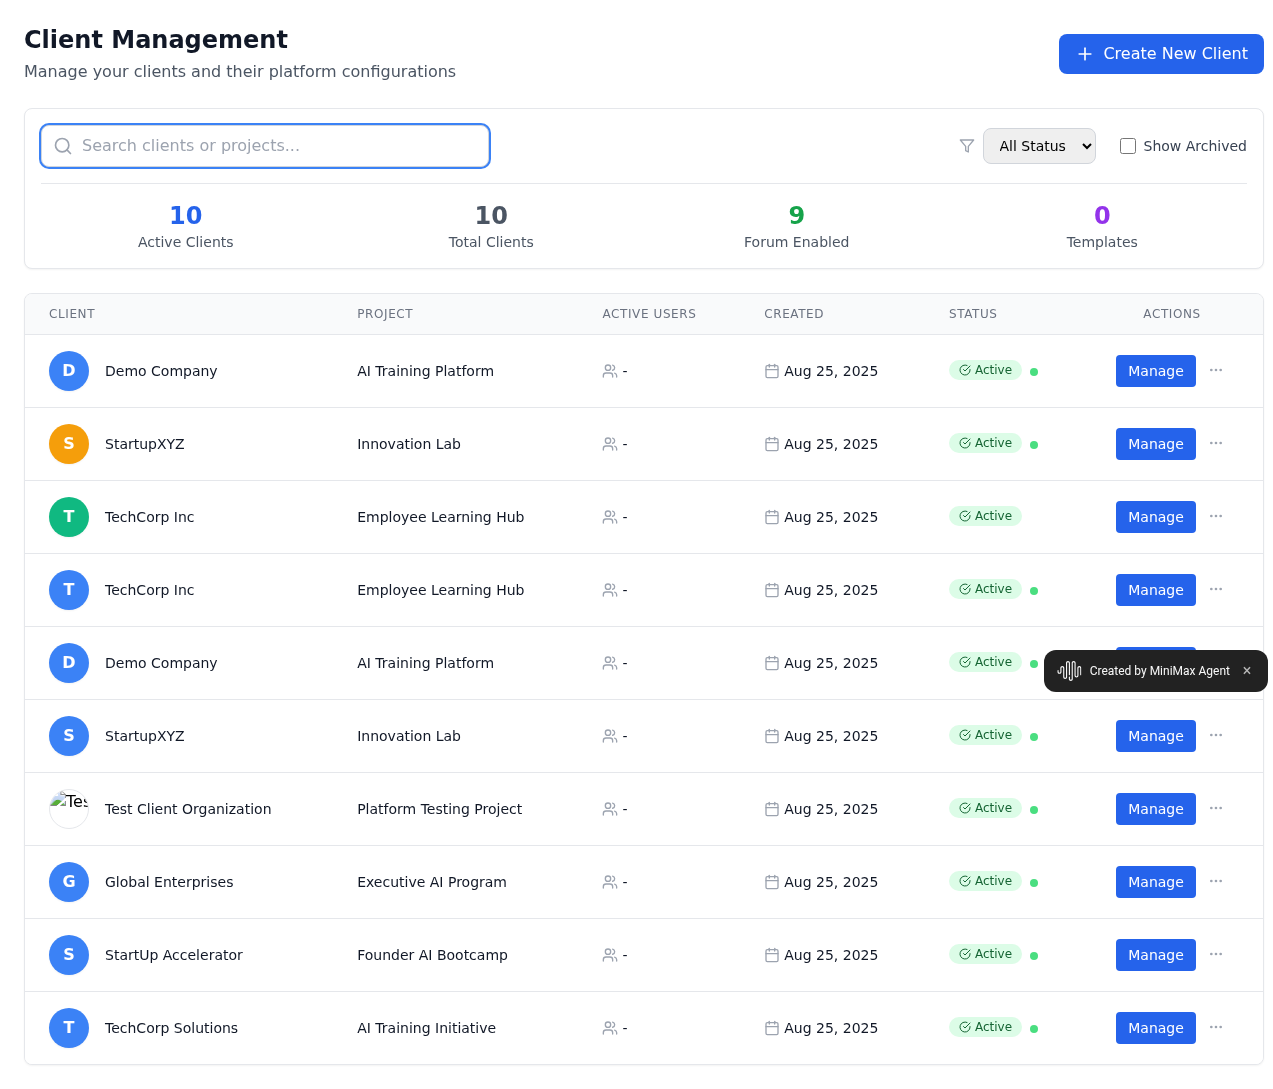 Client Management
Manage your clients and their platform configurations
Create New Client
Search clients or projects...
All Status
Show Archived
10
Active Clients
10
Total Clients
9
Forum Enabled
0
Templates
CLIENT PROJECT ACTIVE USERS CREATED STATUS ACTIONS
D Demo Company AI Training Platform - Aug 25, 2025 Active Manage ...
S StartupXYZ Innovation Lab - Aug 25, 2025 Active Manage ...
T TechCorp Inc Employee Learning Hub - Aug 25, 2025 Active Manage ...
T TechCorp Inc Employee Learning Hub - Aug 25, 2025 Active Manage ...
D Demo Company AI Training Platform - Aug 25, 2025 Active
Created by MiniMax Agent ×
S StartupXYZ Innovation Lab - Aug 25, 2025 Active Manage ...
Tes Test Client Organization Platform Testing Project - Aug 25, 2025 Active Manage ...
G Global Enterprises Executive AI Program - Aug 25, 2025 Active Manage ...
S StartUp Accelerator Founder AI Bootcamp - Aug 25, 2025 Active Manage ...
T TechCorp Solutions AI Training Initiative - Aug 25, 2025 Active Manage ...